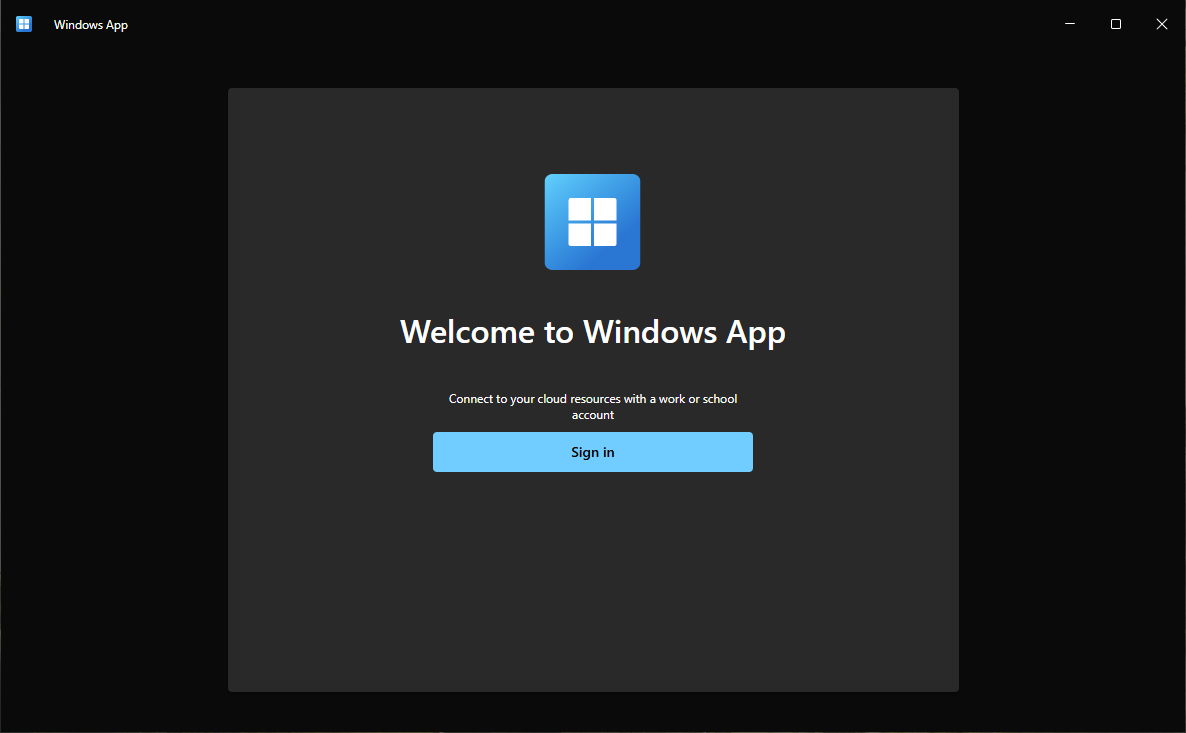 Windows App
Welcome to Windows App
Connect to your cloud resources with a work or school
account
Sign in